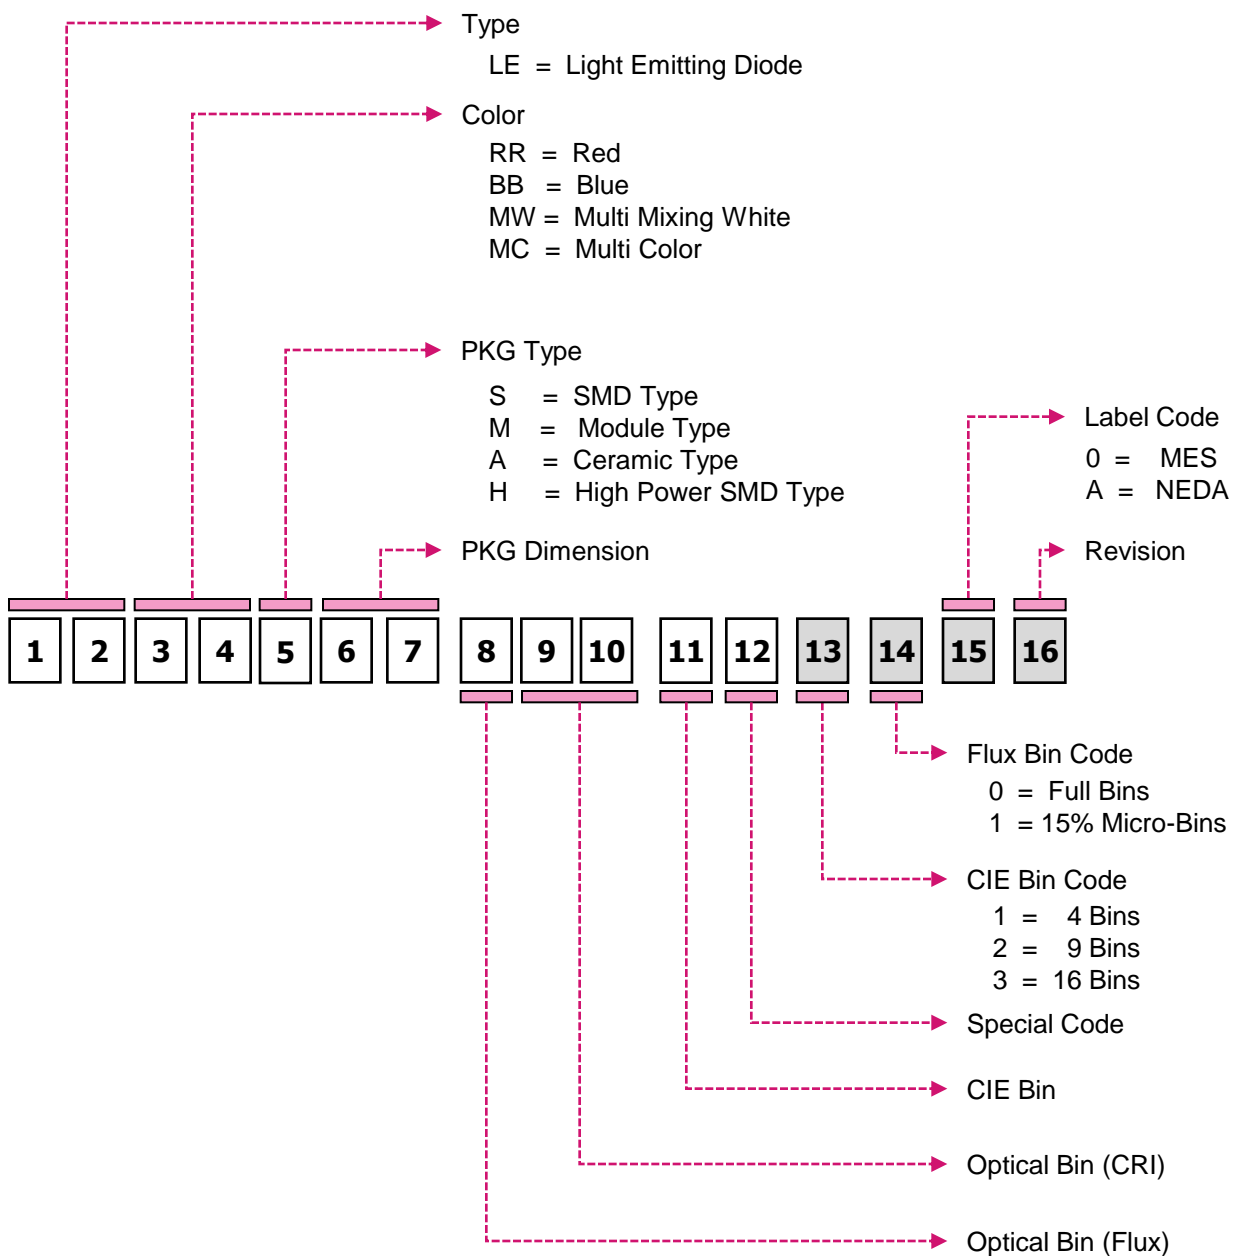 Type
LE = Light Emitting Diode
Color
RR = Red
BB = Blue
MW = Multi Mixing White
MC = Multi Color
PKG Type
S = SMD Type
M = Module Type
A = Ceramic Type
H = High Power SMD Type
Label Code
0 = MES
A = NEDA
PKG Dimension
Revision
1 2 3 4 5 6 7 8 9 10 11 12 13 14 15 16
Flux Bin Code
0 = Full Bins
1 = 15% Micro-Bins
CIE Bin Code
1 = 4 Bins
2 = 9 Bins
3 = 16 Bins
Special Code
CIE Bin
Optical Bin (CRI)
Optical Bin (Flux)